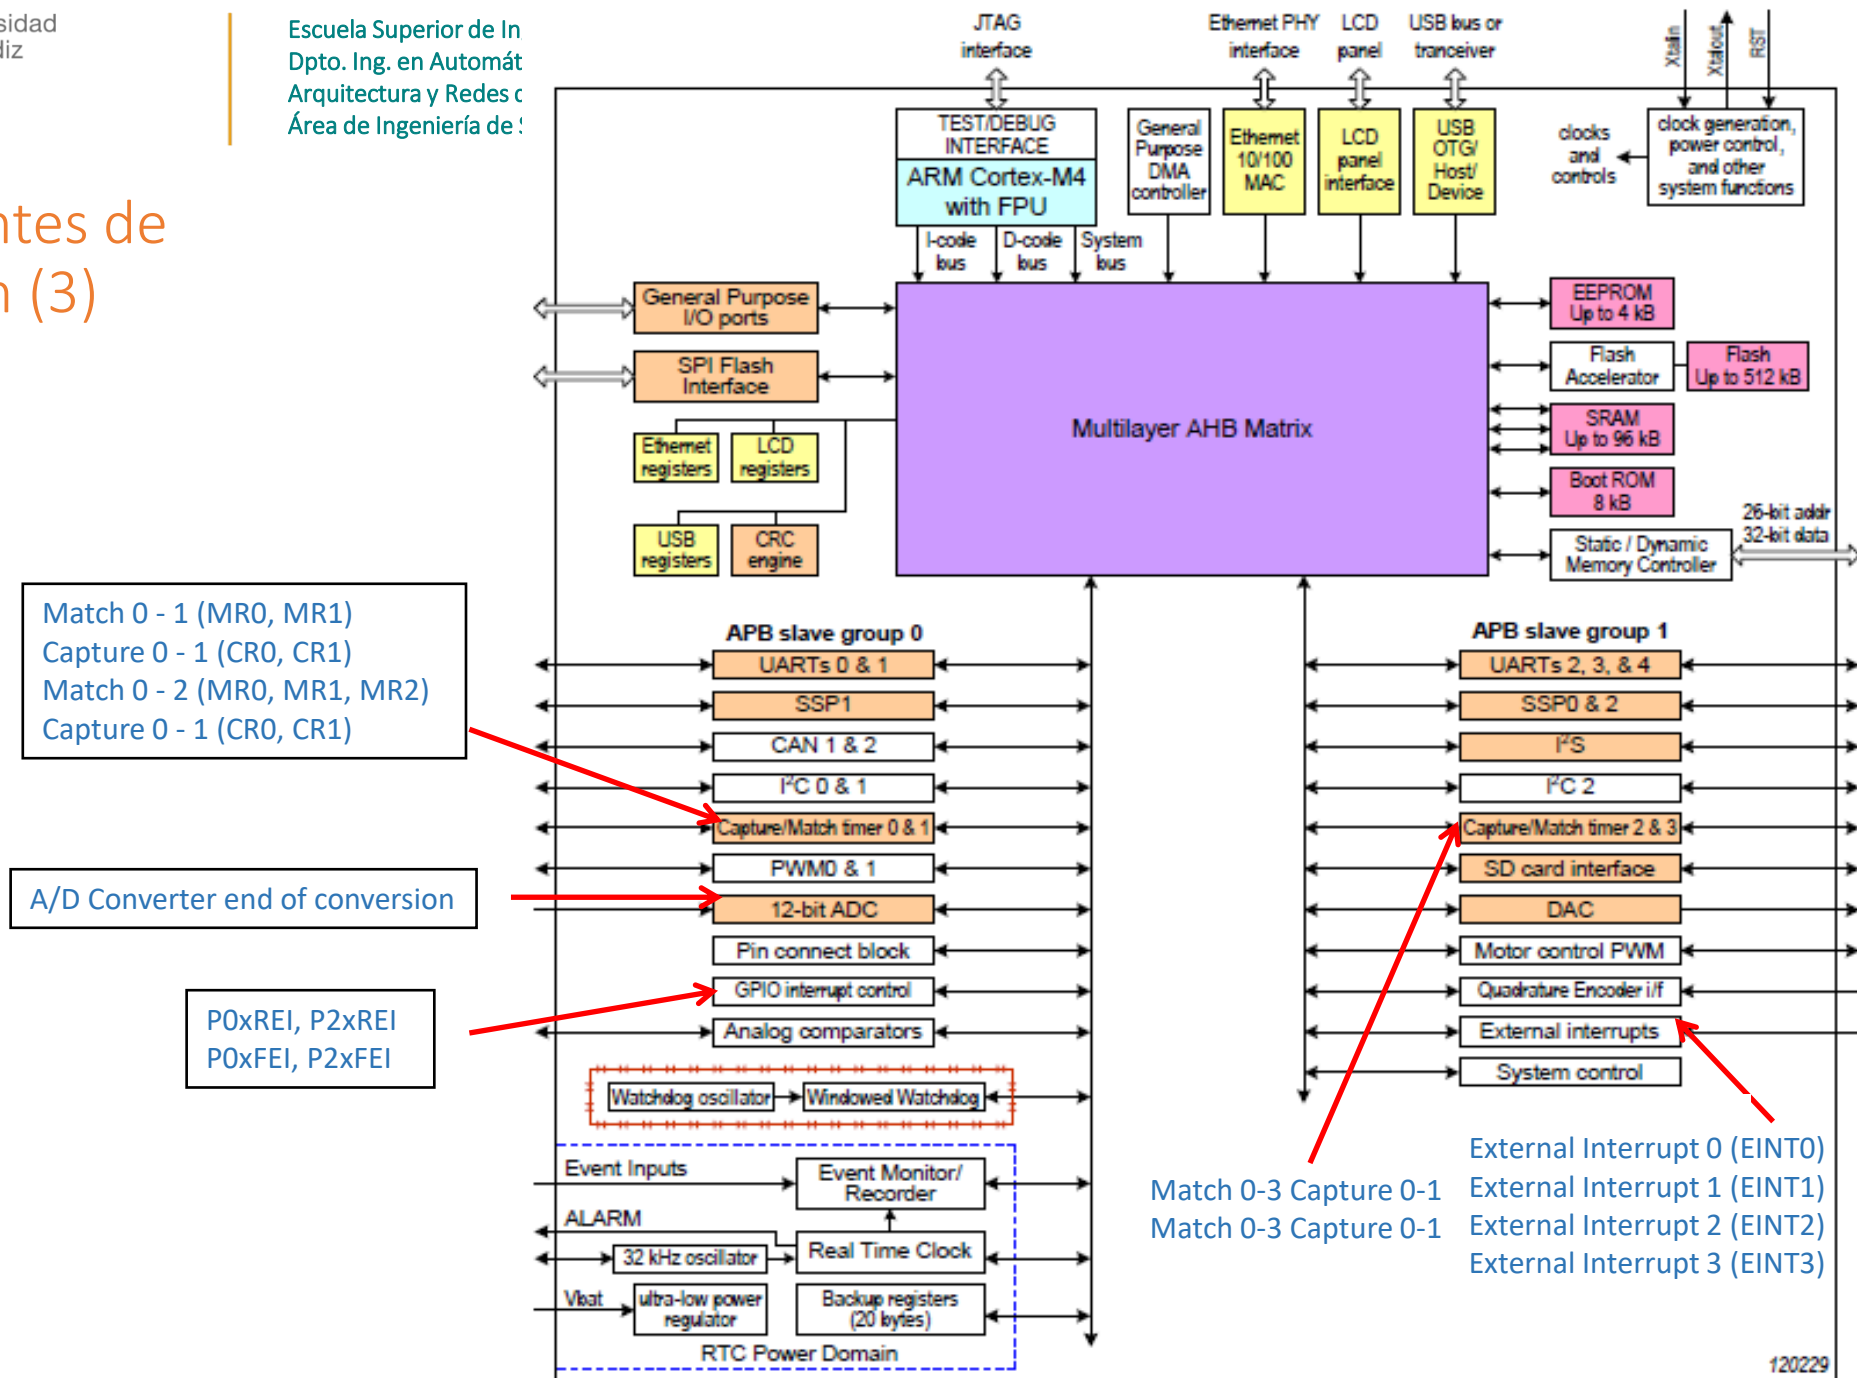 Escuela Superior de In
Dpto. Ing. en Automát
Arquitectura y Redes
Área de Ingeniería de
(3)
JTAG
interface
Ethernet PHY
interface
LCD
panel
USB bus or
tranceiver
Xtalin
Xtalout
RST
TEST/DEBUG
INTERFACE
ARM Cortex-M4
with FPU
General
Purpose
DMA
controller
Ethernet
10/100
MAC
LCD
panel
interface
USB
OTG/
Host/
Device
clocks
and
controls
clock generation,
power control,
and other
system functions
I-code
bus
D-code
bus
System
bus
General Purpose
I/O ports
SPI Flash
Interface
Ethernet
registers
LCD
registers
USB
registers
CRC
engine
Multilayer AHB Matrix
EEPROM
Up to 4 kB
Flash
Accelerator
Flash
Up to 512 kB
SRAM
Up to 96 kB
Boot ROM
8 kB
26-bit addr
32-bit data
Static / Dynamic
Memory Controller
Match 0 - 1 (MR0, MR1)
Capture 0 - 1 (CR0, CR1)
Match 0 - 2 (MR0, MR1, MR2)
Capture 0 - 1 (CR0, CR1)
A/D Converter end of conversion
P0xREI, P2xREI
P0xFEI, P2xFEI
APB slave group 0
UARTs 0 & 1
SSP1
CAN 1 & 2
I²C 0 & 1
Capture/Match timer 0 & 1
PWM0 & 1
12-bit ADC
Pin connect block
GPIO interrupt control
Analog comparators
Watchdog oscillator
Windowed Watchdog
Event Inputs
Event Monitor/
Recorder
ALARM
32 kHz oscillator
Real Time Clock
Vbat
ultra-low power
regulator
Backup registers
(20 bytes)
RTC Power Domain
APB slave group 1
UARTs 2, 3, & 4
SSP0 & 2
I²S
I²C 2
Capture/Match timer 2 & 3
SD card interface
DAC
Motor control PWM
Quadrature Encoder i/f
External interrupts
System control
Match 0-3 Capture 0-1
Match 0-3 Capture 0-1
External Interrupt 0 (EINT0)
External Interrupt 1 (EINT1)
External Interrupt 2 (EINT2)
External Interrupt 3 (EINT3)
120229